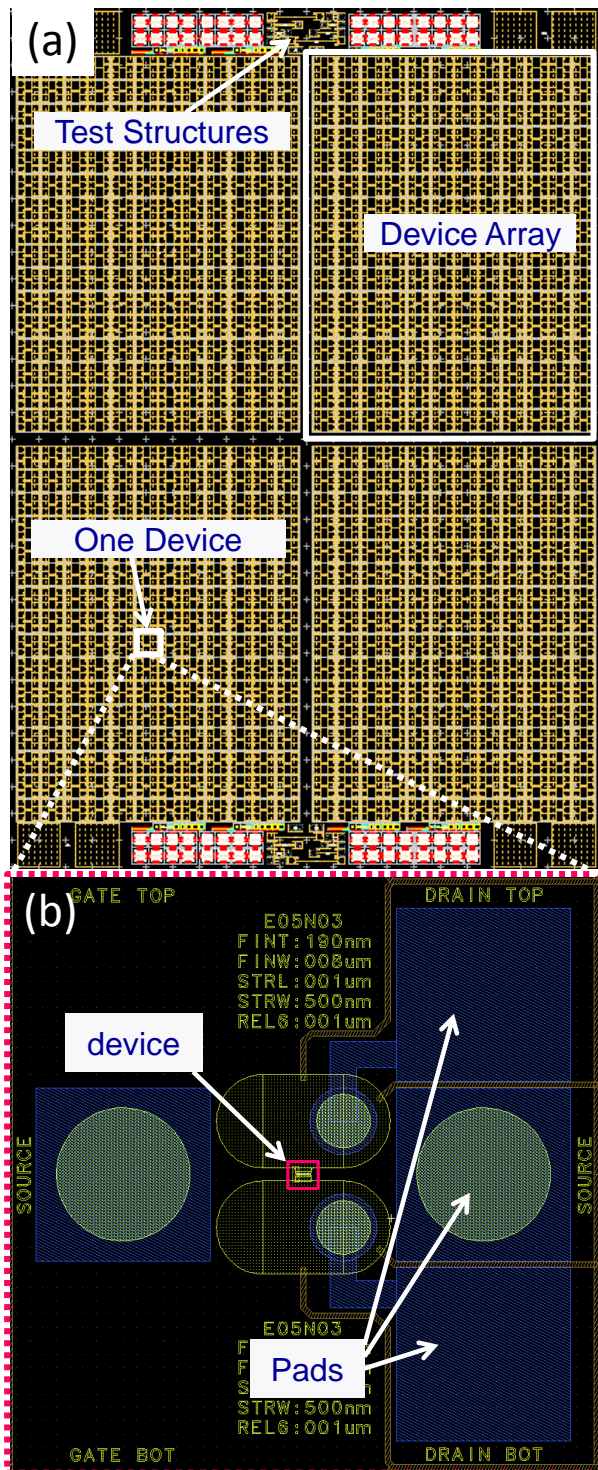 (a)
Test Structures
Device Array
One Device
(b)
GATE TOP
DRAIN TOP
E05N03
FINT:190nm
FINW:008um
STRL:001um
STRW:500nm
REL6:001um
device
SOURCE
SOURCE
E05N03
Pads
STRW:500nm
REL6:001um
GATE BOT
DRAIN BOT